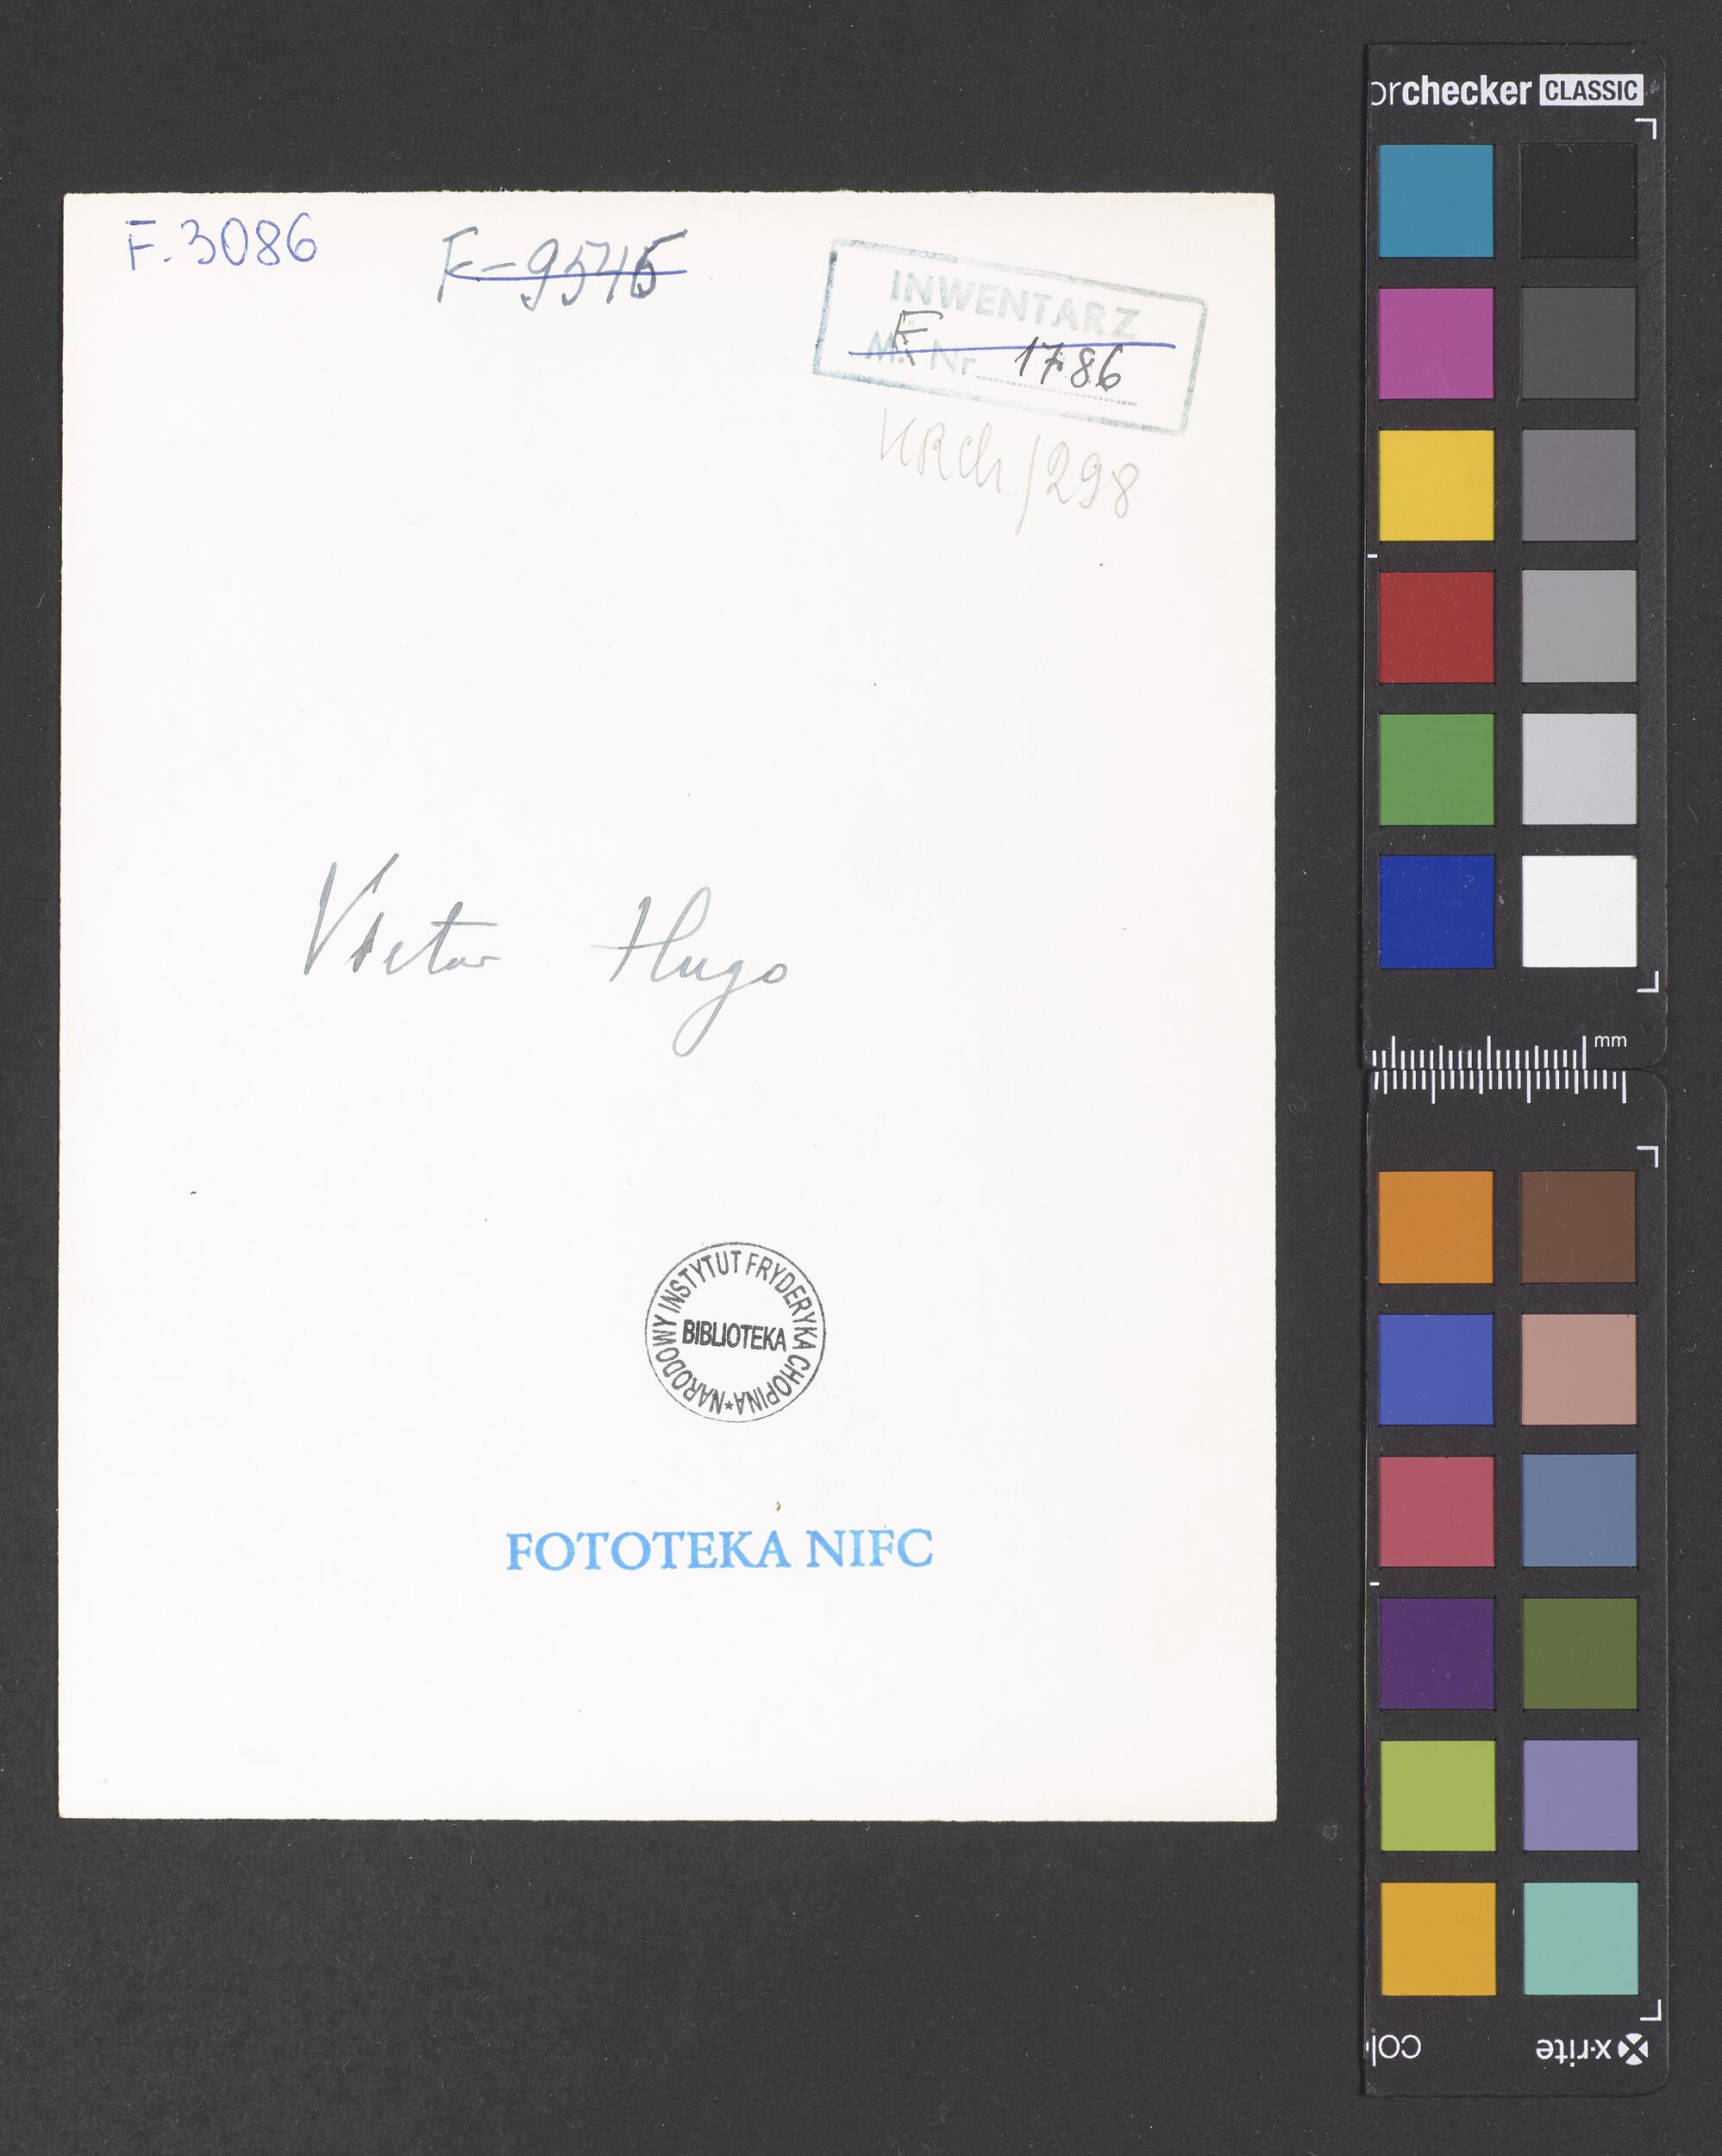 F.3086
F-9545
INWENTARZ
F
M. Nr 1786
KRCh/298
Victor Hugo
NARODOWY INSTYTUT FRYDERYKA CHOPINA
BIBLIOTEKA
FOTOTEKA NIFC
orchecker CLASSIC
mm
x-rite
col